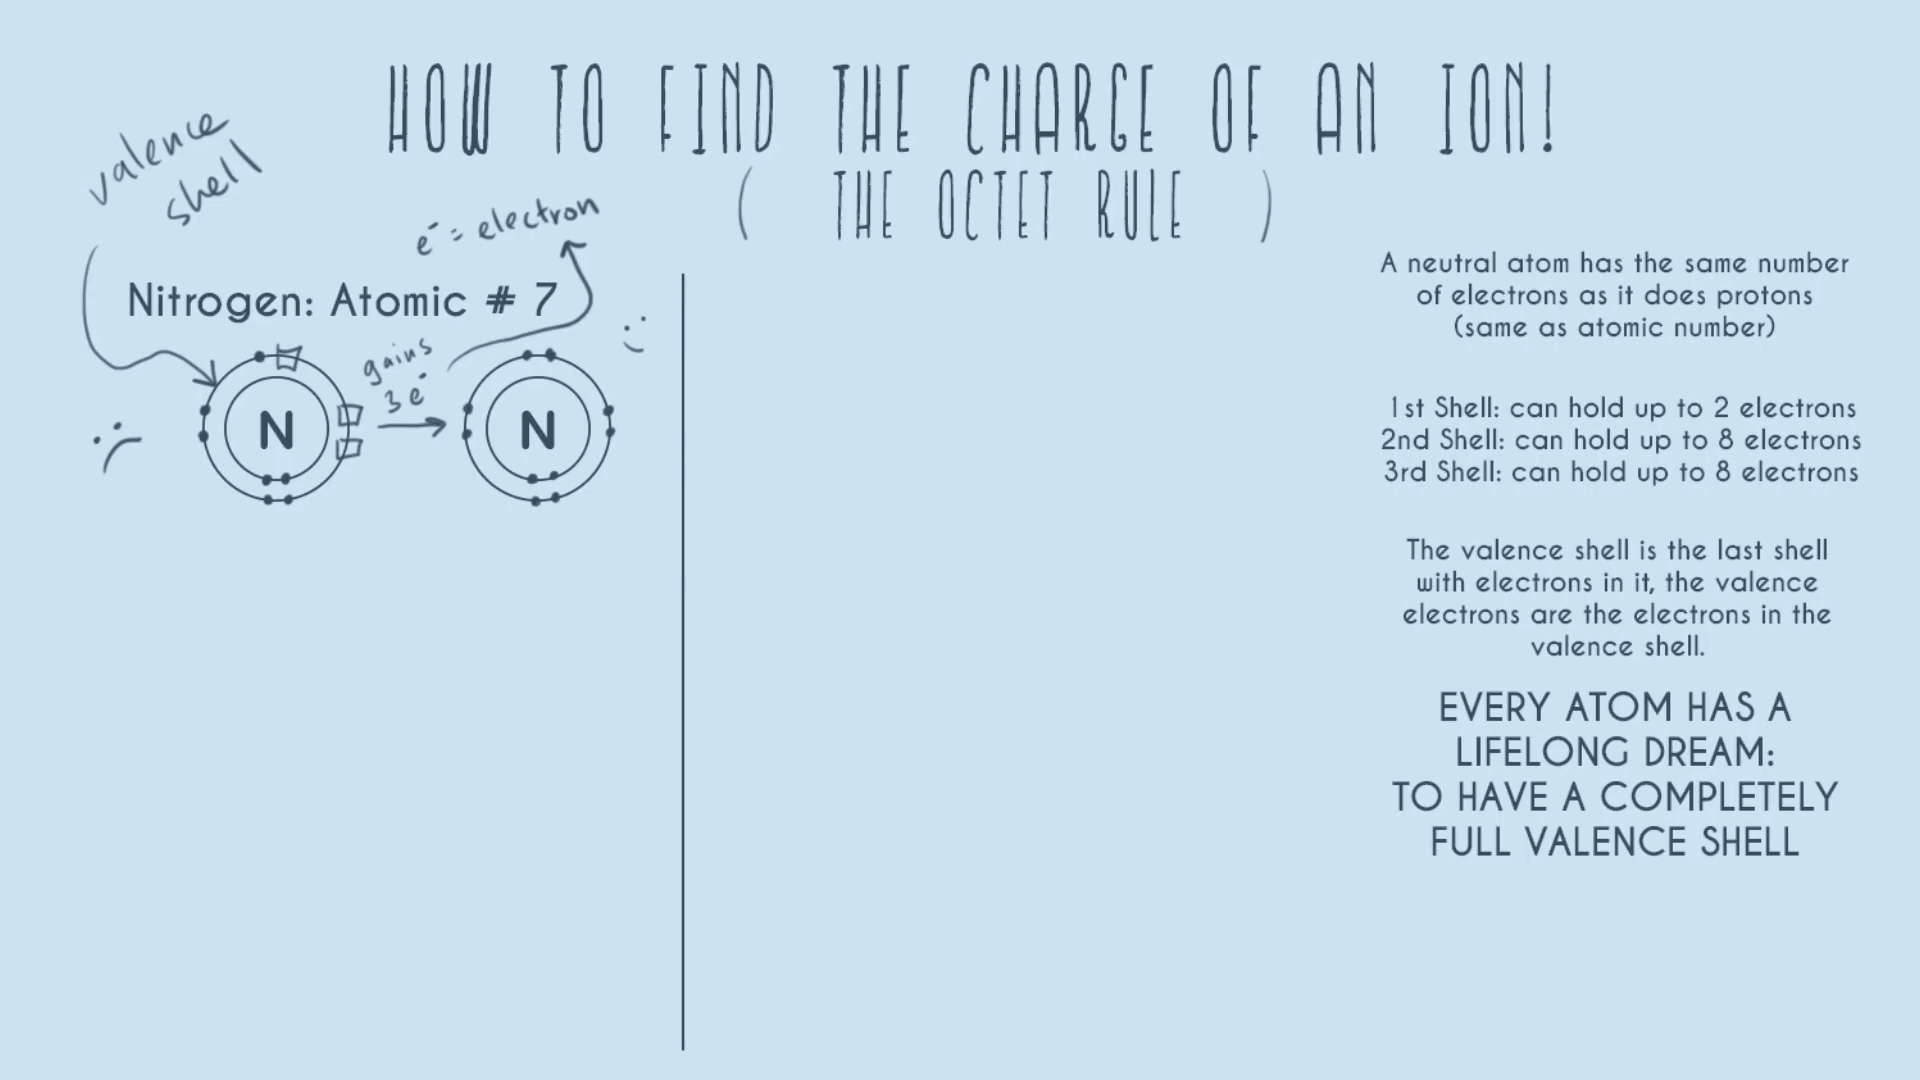 HOW TO FIND THE CHARGE OF AN ION!
( THE OCTET RULE )
valence
shell
e⁻ = electron
Nitrogen: Atomic # 7
gains
3 e⁻
N
N
A neutral atom has the same number
of electrons as it does protons
(same as atomic number)
1st Shell: can hold up to 2 electrons
2nd Shell: can hold up to 8 electrons
3rd Shell: can hold up to 8 electrons
The valence shell is the last shell
with electrons in it, the valence
electrons are the electrons in the
valence shell.
EVERY ATOM HAS A
LIFELONG DREAM:
TO HAVE A COMPLETELY
FULL VALENCE SHELL